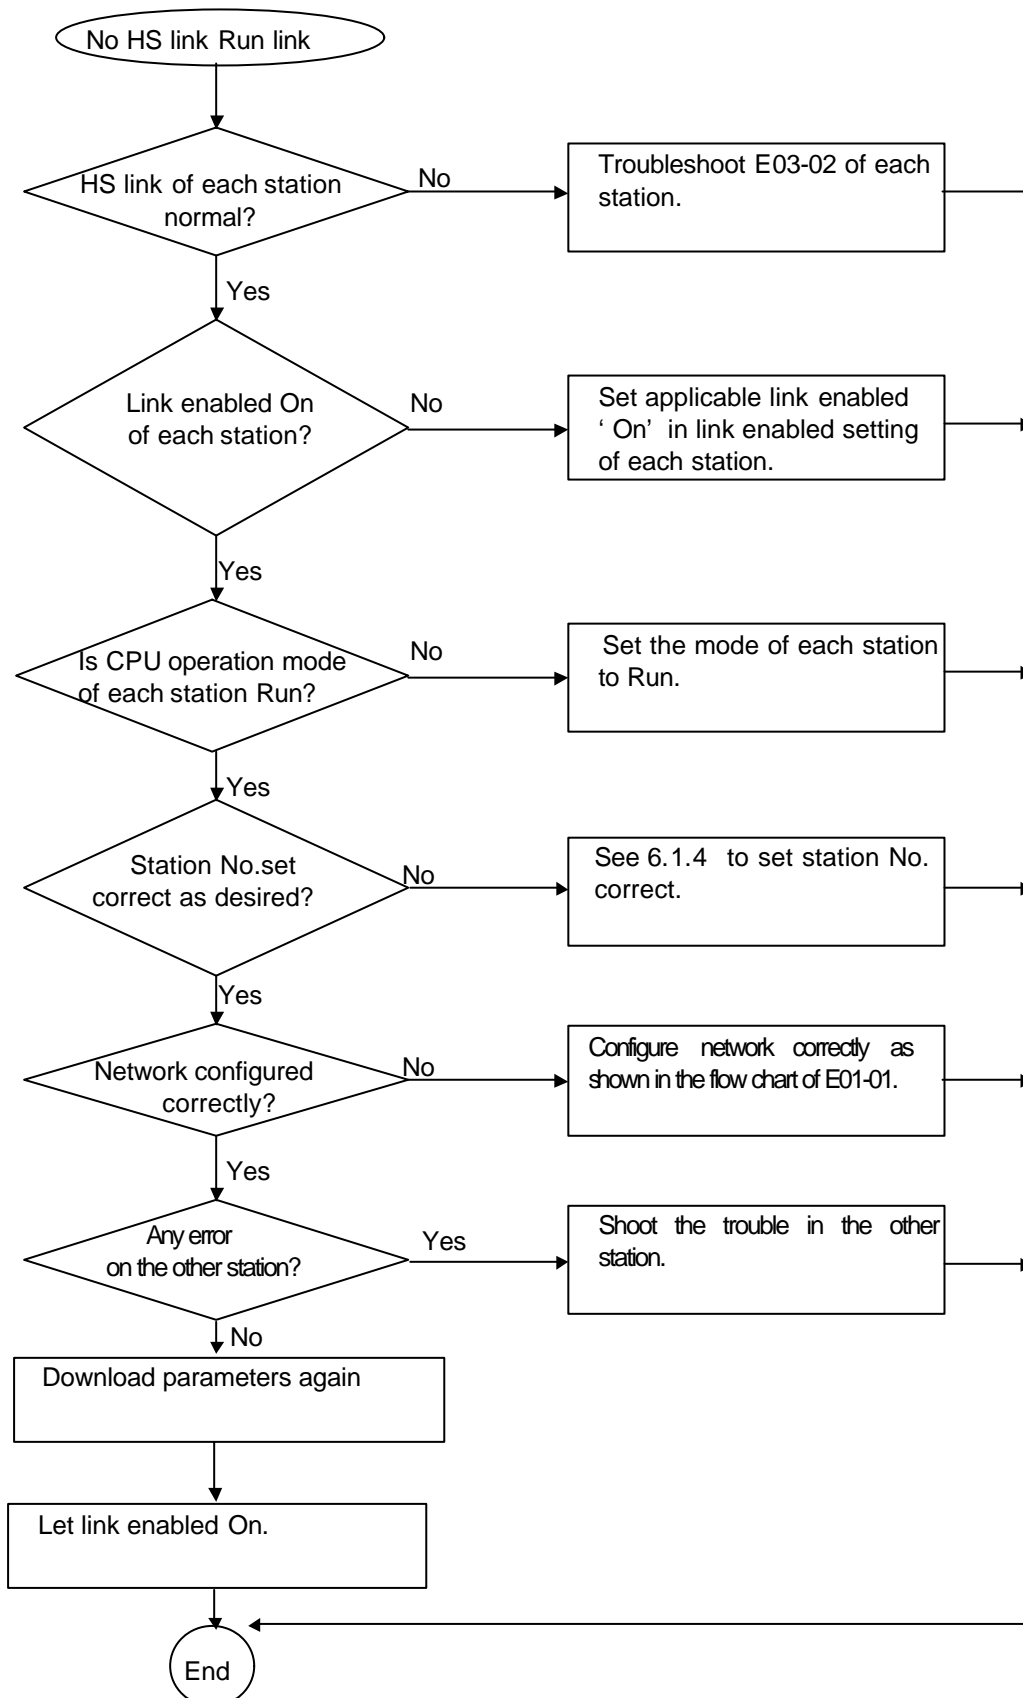 No HS link Run link
HS link of each station
normal?
No
Troubleshoot E03-02 of each
station.
Yes
Link enabled On
of each station?
No
Set applicable link enabled
‘ On’ in link enabled setting
of each station.
Yes
Is CPU operation mode
of each station Run?
No
Set the mode of each station
to Run.
Yes
Station No.set
correct as desired?
No
See 6.1.4 to set station No.
correct.
Yes
Network configured
correctly?
No
Configure network correctly as
shown in the flow chart of E01-01.
Yes
Any error
on the other station?
Yes
Shoot the trouble in the other
station.
No
Download parameters again
Let link enabled On.
End